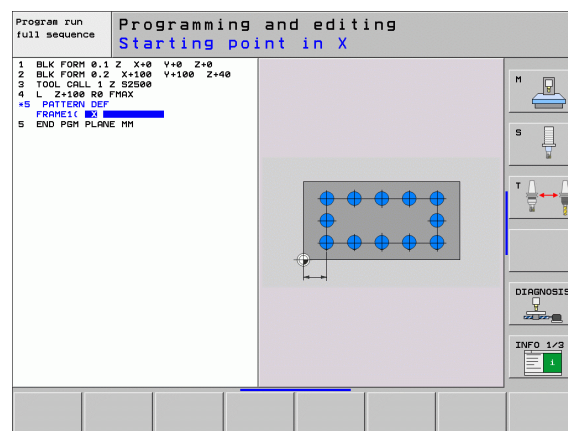 Program run
full sequence
Programming and editing
Starting point in X
1 BLK FORM 0.1 Z X+0 Y+0 Z+0
2 BLK FORM 0.2 X+100 Y+100 Z+40
3 TOOL CALL 1 Z S2500
4 L Z+100 R0 FMAX
*5 PATTERN DEF
FRAME1( X
5 END PGM PLANE MM
M
S
T
DIAGNOSIS
INFO 1/3
i